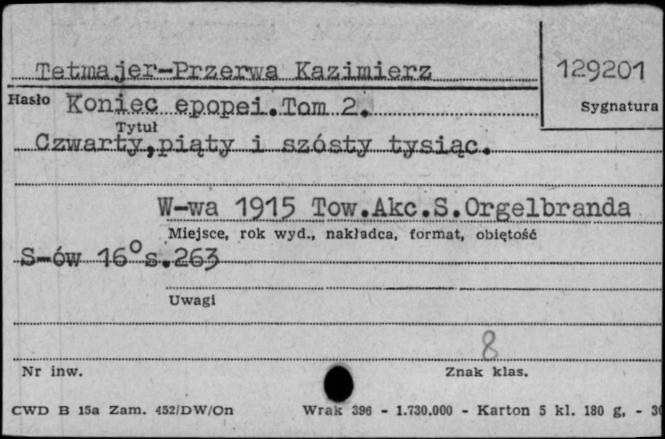 Tetmajer-Przerwa Kazimierz
129201
Hasło Koniec epopei.Tom 2.
Sygnatura
Tytuł
Czwarty,piąty i szósty tysiąc.
W-wa 1915 Tow.Akc.S.Orgelbranda
Miejsce, rok wyd., nakładca, format, objętość
S-ów 16° s.263
Uwagi
8
Nr inw.
Znak klas.
CWD B 15a Zam. 452/DW/On
Wrak 396 - 1.730.000 - Karton 5 kl. 180 g, -